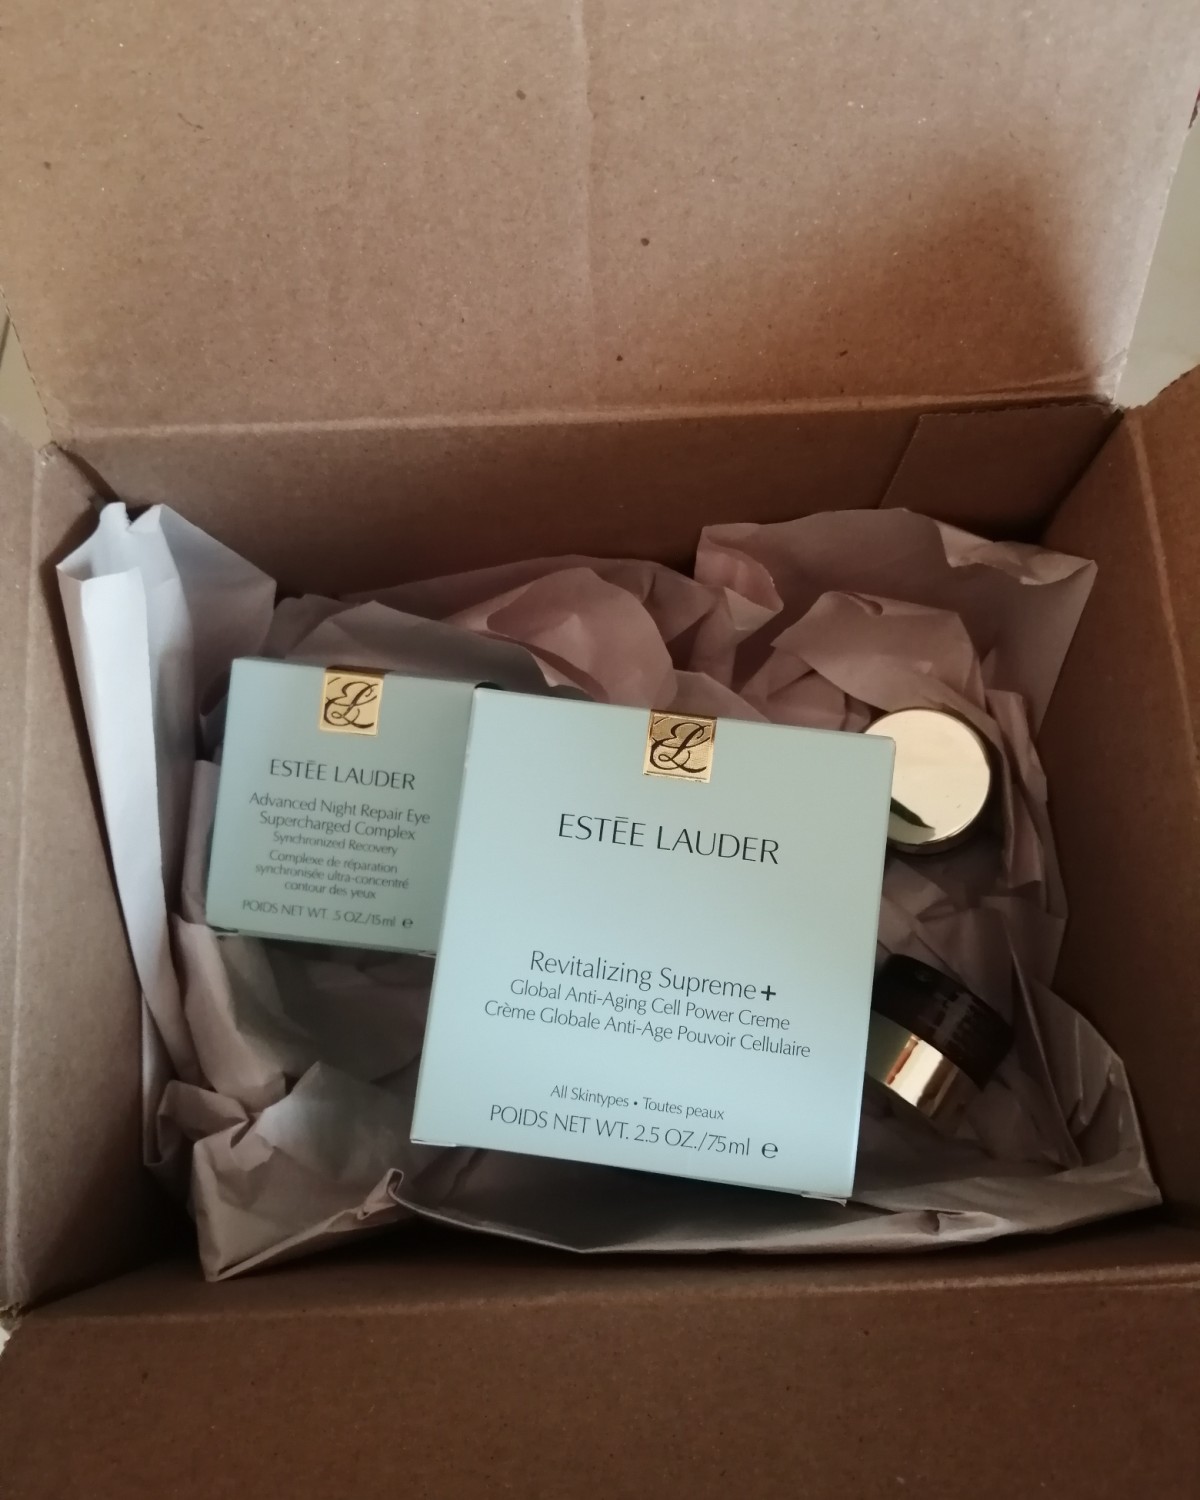 ESTĒE LAUDER
Advanced Night Repair Eye
Supercharged Complex
Synchronized Recovery
Complexe de réparation
synchronisée ultra-concentré
contour des yeux
POIDS NET WT. .5 OZ./15ml ℮
ESTĒE LAUDER
Revitalizing Supreme+
Global Anti-Aging Cell Power Creme
Crème Globale Anti-Age Pouvoir Cellulaire
All Skintypes • Toutes peaux
POIDS NET WT. 2.5 OZ./75ml ℮